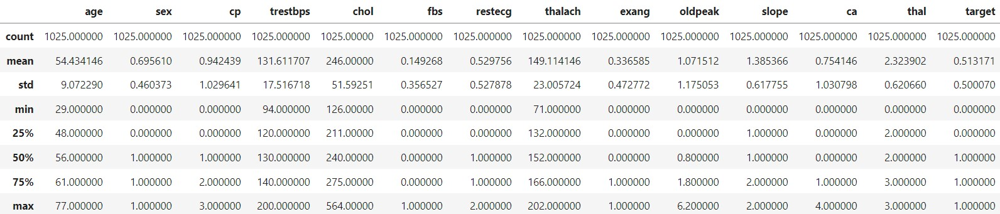 age sex cp trestbps chol fbs restecg thalach exang oldpeak slope ca thal target
count 1025.000000 1025.000000 1025.000000 1025.000000 1025.00000 1025.000000 1025.000000 1025.000000 1025.000000 1025.000000 1025.000000 1025.000000 1025.000000 1025.000000
mean 54.434146 0.695610 0.942439 131.611707 246.00000 0.149268 0.529756 149.114146 0.336585 1.071512 1.385366 0.754146 2.323902 0.513171
std 9.072290 0.460373 1.029641 17.516718 51.59251 0.356527 0.527878 23.005724 0.472772 1.175053 0.617755 1.030798 0.620660 0.500070
min 29.000000 0.000000 0.000000 94.000000 126.00000 0.000000 0.000000 71.000000 0.000000 0.000000 0.000000 0.000000 0.000000 0.000000
25% 48.000000 0.000000 0.000000 120.000000 211.00000 0.000000 0.000000 132.000000 0.000000 0.000000 1.000000 0.000000 2.000000 0.000000
50% 56.000000 1.000000 1.000000 130.000000 240.00000 0.000000 1.000000 152.000000 0.000000 0.800000 1.000000 0.000000 2.000000 1.000000
75% 61.000000 1.000000 2.000000 140.000000 275.00000 0.000000 1.000000 166.000000 1.000000 1.800000 2.000000 1.000000 3.000000 1.000000
max 77.000000 1.000000 3.000000 200.000000 564.00000 1.000000 2.000000 202.000000 1.000000 6.200000 2.000000 4.000000 3.000000 1.000000